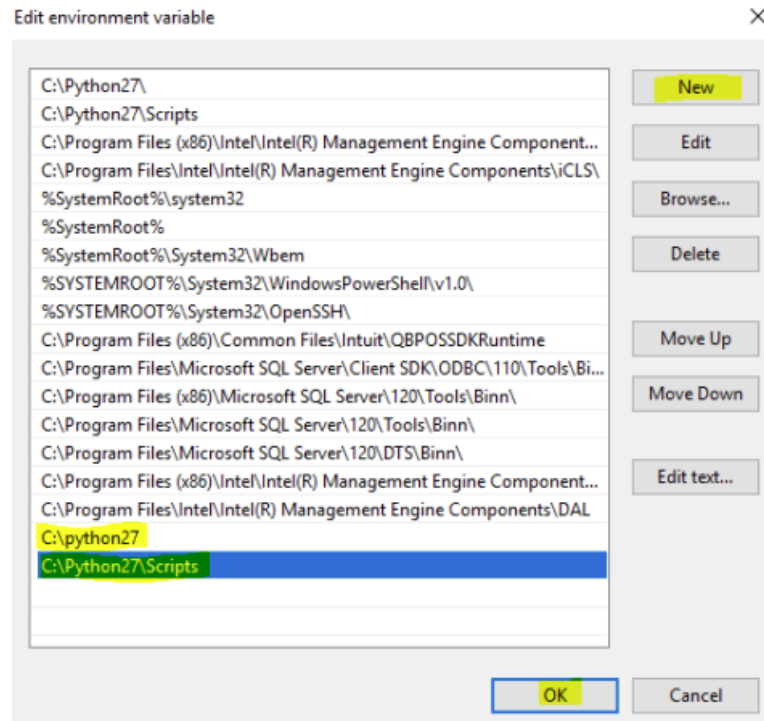 Edit environment variable
C:\Python27\
C:\Python27\Scripts
C:\Program Files (x86)\Intel\Intel(R) Management Engine Component...
C:\Program Files\Intel\Intel(R) Management Engine Components\iCLS\
%SystemRoot%\system32
%SystemRoot%
%SystemRoot%\System32\Wbem
%SYSTEMROOT%\System32\WindowsPowerShell\v1.0\
%SYSTEMROOT%\System32\OpenSSH\
C:\Program Files (x86)\Common Files\Intuit\QBPOSSDKRuntime
C:\Program Files\Microsoft SQL Server\Client SDK\ODBC\110\Tools\Bi...
C:\Program Files (x86)\Microsoft SQL Server\120\Tools\Binn\
C:\Program Files\Microsoft SQL Server\120\Tools\Binn\
C:\Program Files\Microsoft SQL Server\120\DTS\Binn\
C:\Program Files (x86)\Intel\Intel(R) Management Engine Component...
C:\Program Files\Intel\Intel(R) Management Engine Components\DAL
C:\python27
C:\Python27\Scripts
New
Edit
Browse...
Delete
Move Up
Move Down
Edit text...
OK
Cancel